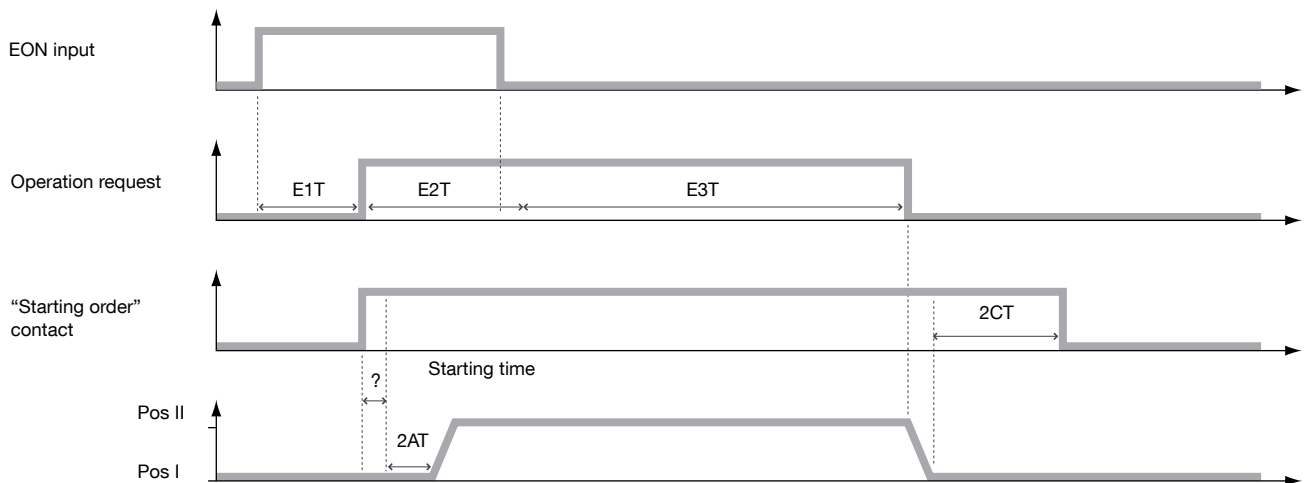 EON input
Operation request
E1T
E2T
E3T
“Starting order”
contact
2CT
Starting time
?
Pos II
2AT
Pos I